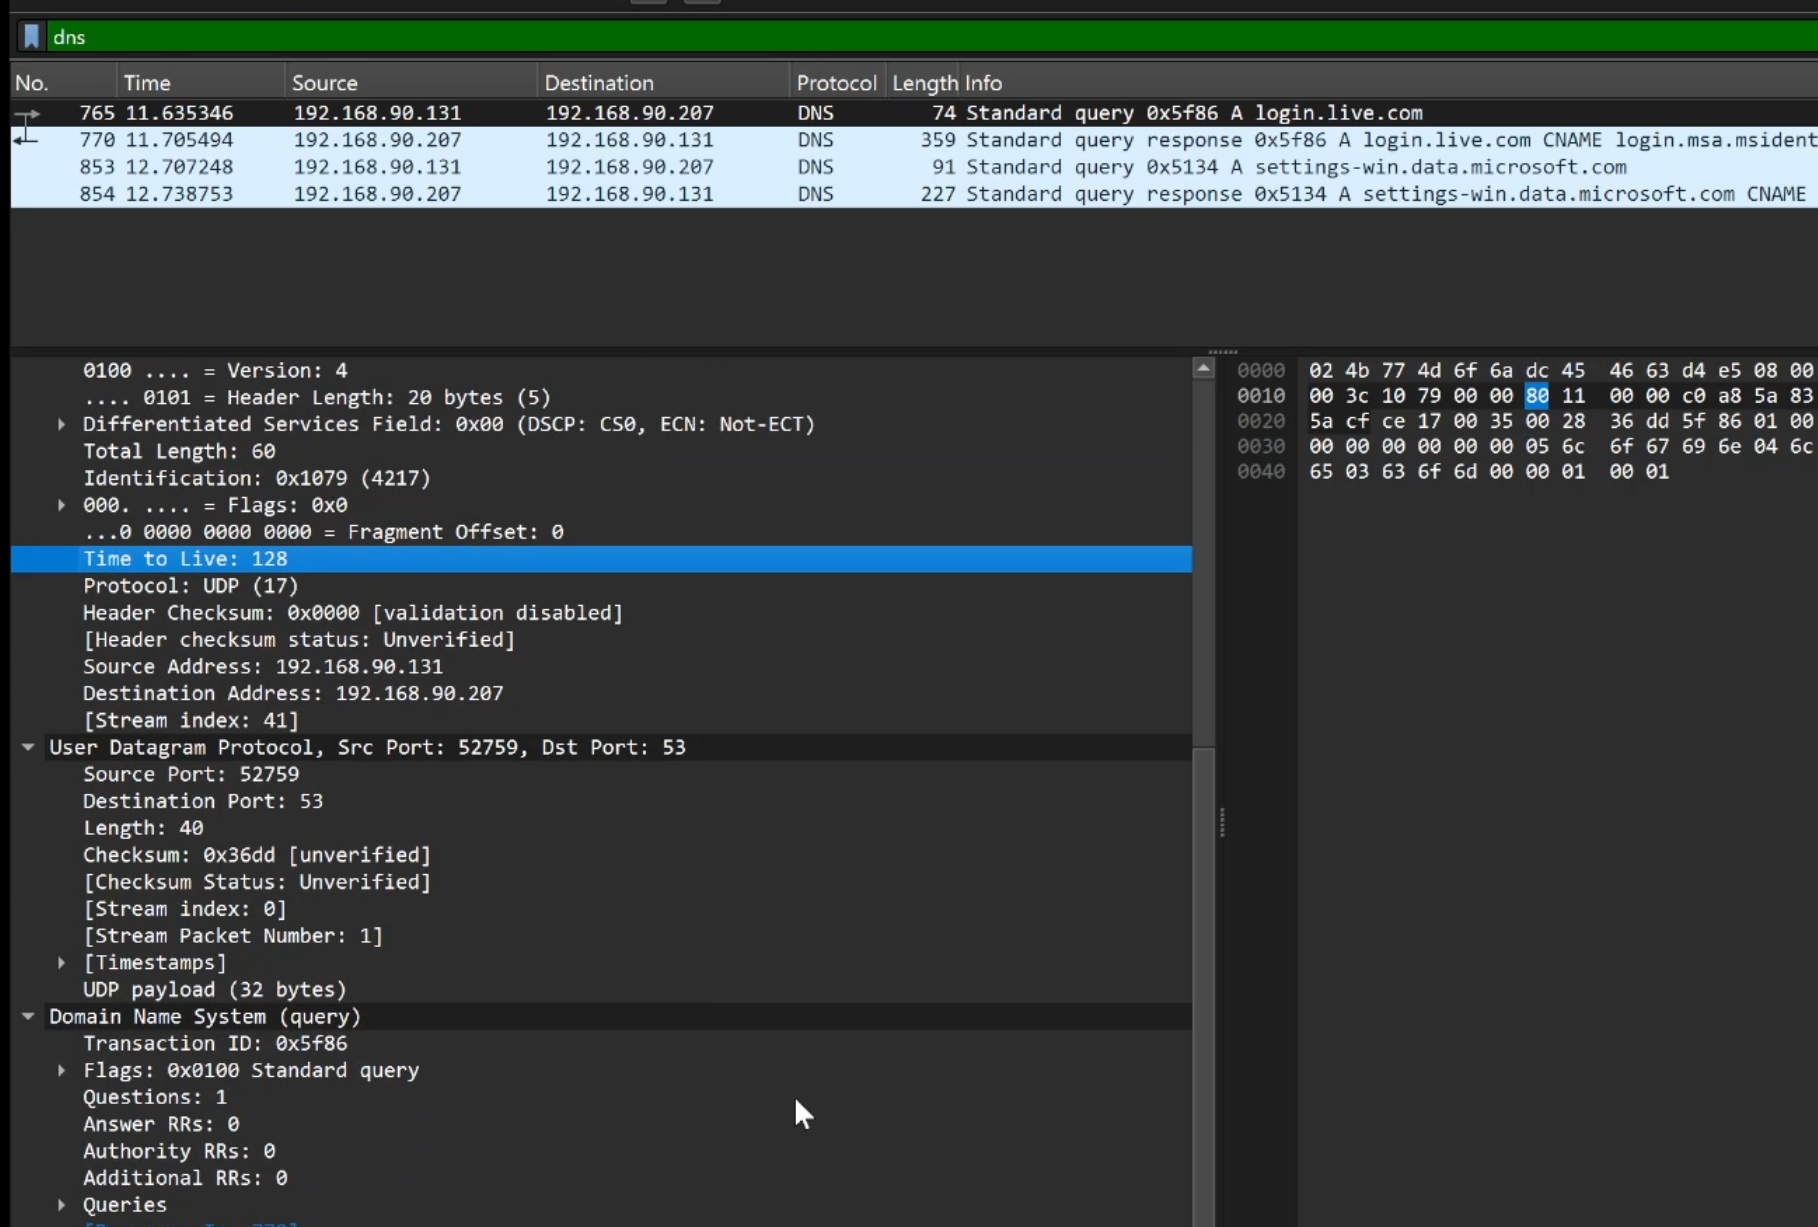 dns
No. Time Source Destination Protocol Length Info
765 11.635346 192.168.90.131 192.168.90.207 DNS 74 Standard query 0x5f86 A login.live.com
770 11.705494 192.168.90.207 192.168.90.131 DNS 359 Standard query response 0x5f86 A login.live.com CNAME login.msa.msident
853 12.707248 192.168.90.131 192.168.90.207 DNS 91 Standard query 0x5134 A settings-win.data.microsoft.com
854 12.738753 192.168.90.207 192.168.90.131 DNS 227 Standard query response 0x5134 A settings-win.data.microsoft.com CNAME
0100 .... = Version: 4
.... 0101 = Header Length: 20 bytes (5)
Differentiated Services Field: 0x00 (DSCP: CS0, ECN: Not-ECT)
Total Length: 60
Identification: 0x1079 (4217)
000. .... = Flags: 0x0
...0 0000 0000 0000 = Fragment Offset: 0
Time to Live: 128
Protocol: UDP (17)
Header Checksum: 0x0000 [validation disabled]
[Header checksum status: Unverified]
Source Address: 192.168.90.131
Destination Address: 192.168.90.207
[Stream index: 41]
User Datagram Protocol, Src Port: 52759, Dst Port: 53
Source Port: 52759
Destination Port: 53
Length: 40
Checksum: 0x36dd [unverified]
[Checksum Status: Unverified]
[Stream index: 0]
[Stream Packet Number: 1]
[Timestamps]
UDP payload (32 bytes)
Domain Name System (query)
Transaction ID: 0x5f86
Flags: 0x0100 Standard query
Questions: 1
Answer RRs: 0
Authority RRs: 0
Additional RRs: 0
Queries
0000 02 4b 77 4d 6f 6a dc 45 46 63 d4 e5 08 00
0010 00 3c 10 79 00 00 80 11 00 00 c0 a8 5a 83
0020 5a cf ce 17 00 35 00 28 36 dd 5f 86 01 00
0030 00 00 00 00 00 00 05 6c 6f 67 69 6e 04 6c
0040 65 03 63 6f 6d 00 00 01 00 01